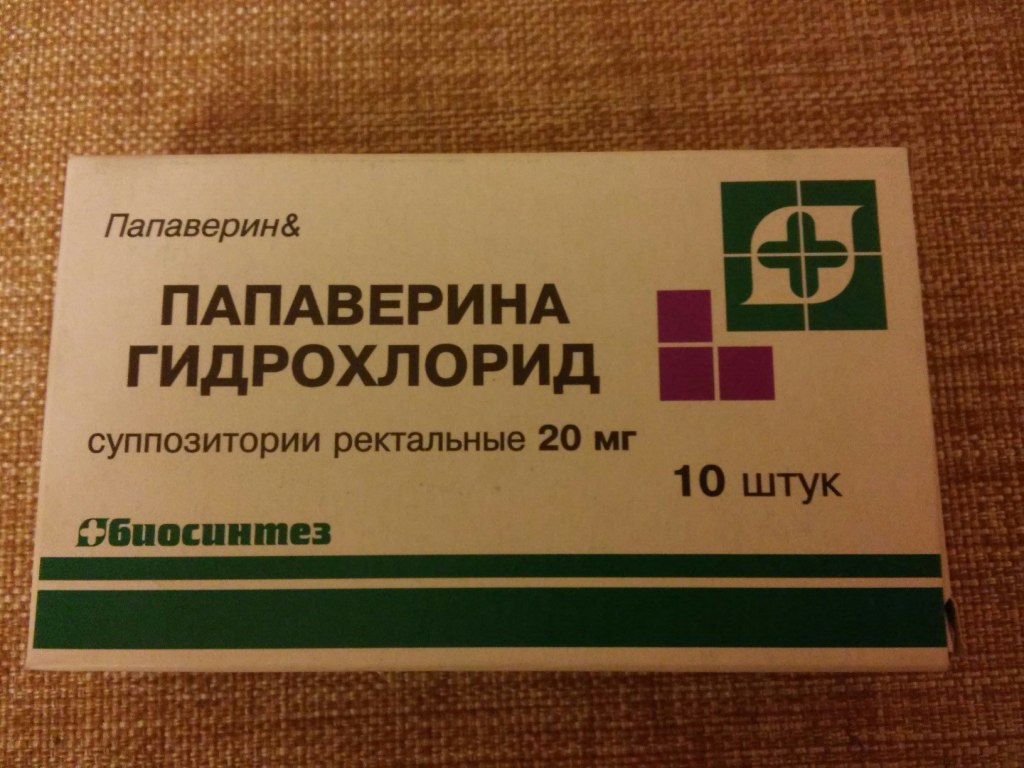 Папаверин&
ПАПАВЕРИНА
ГИДРОХЛОРИД
суппозитории ректальные 20 мг
10 штук
биосинтез